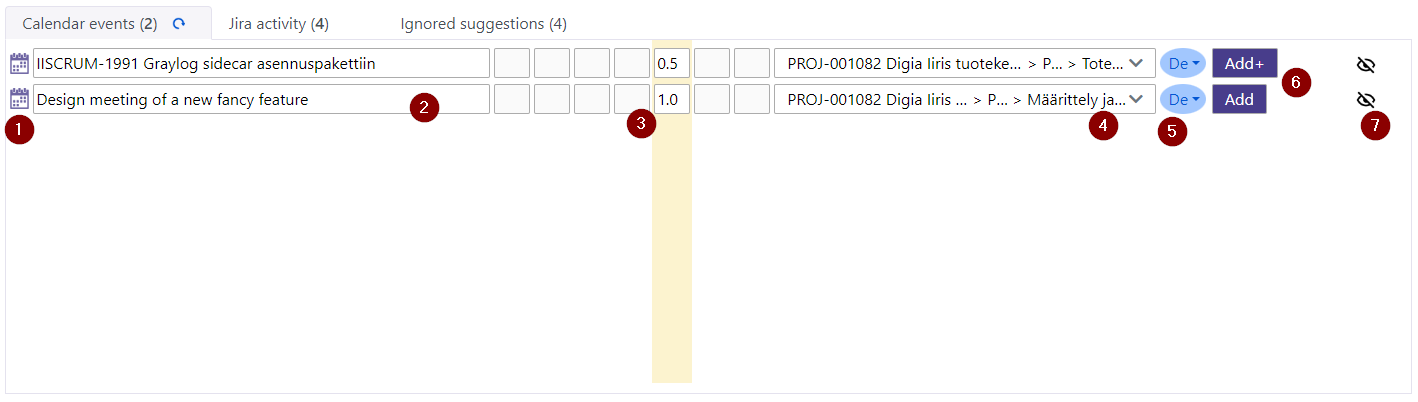 Calendar events (2) Jira activity (4) Ignored suggestions (4)
IISCRUM-1991 Graylog sidecar asennuspakettiin 0.5 PROJ-001082 Digia Iiris tuoteke... > P... > Tote... De Add+
6
Design meeting of a new fancy feature 2 1.0 PROJ-001082 Digia Iiris ... > P... > Määrittely ja... De Add
1 3 4 5 7